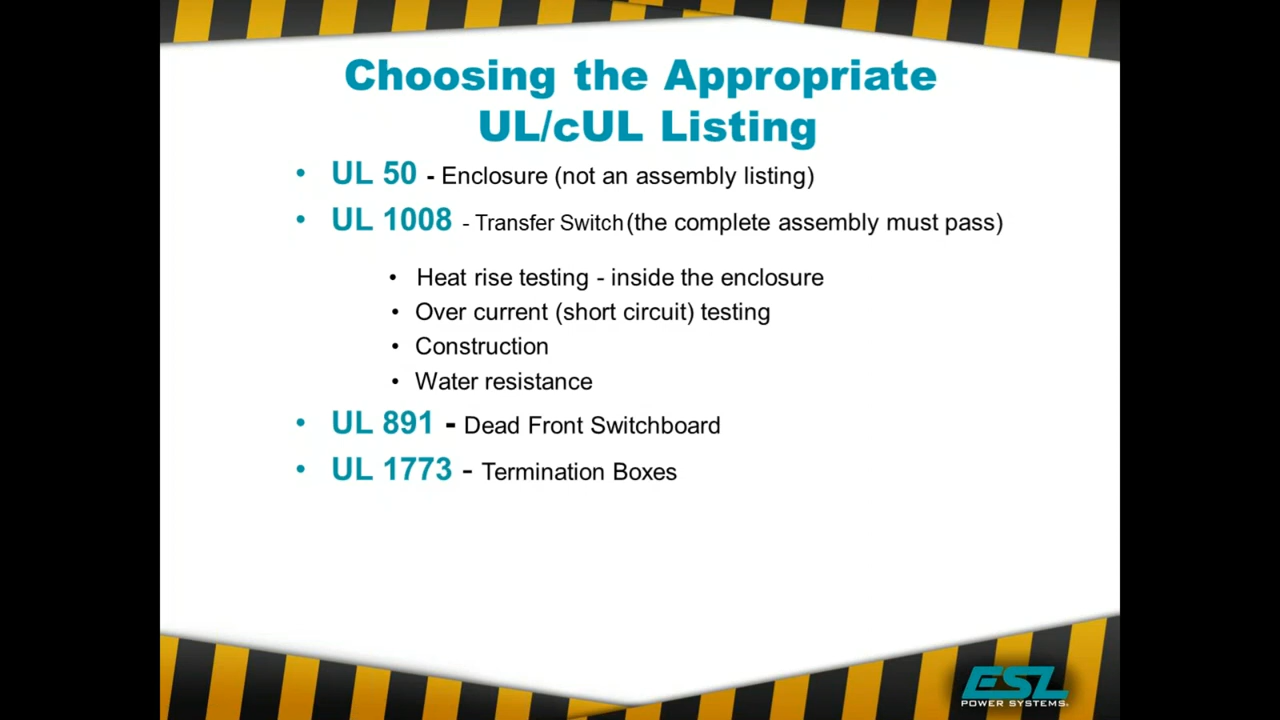 Choosing the Appropriate
UL/cUL Listing
• UL 50 - Enclosure (not an assembly listing)
• UL 1008 - Transfer Switch (the complete assembly must pass)
• Heat rise testing - inside the enclosure
• Over current (short circuit) testing
• Construction
• Water resistance
• UL 891 - Dead Front Switchboard
• UL 1773 - Termination Boxes
ESL
POWER SYSTEMS